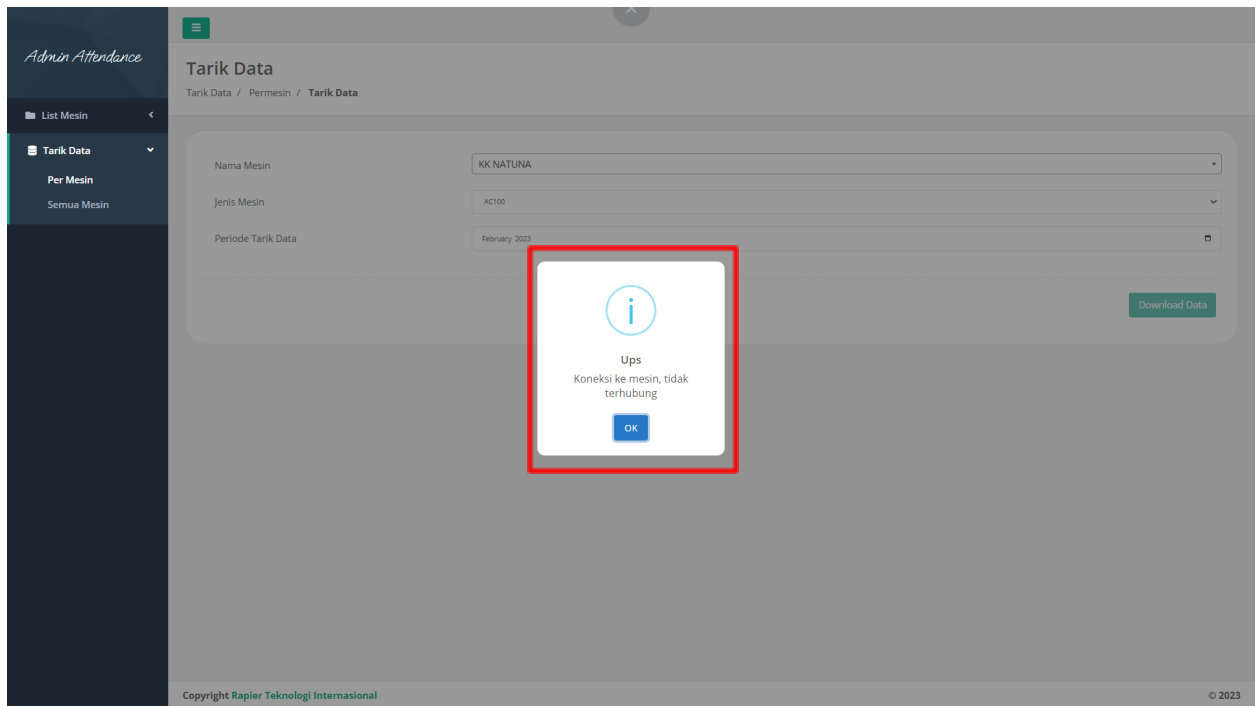 Admin Attendance
List Mesin
Tarik Data
Per Mesin
Semua Mesin
Tarik Data
Tarik Data / Permesin / Tarik Data
Nama Mesin
KK NATUNA
Jenis Mesin
AC100
Periode Tarik Data
February 2023
Download Data
Ups
Koneksi ke mesin, tidak
terhubung
OK
Copyright Rapier Teknologi Internasional
© 2023